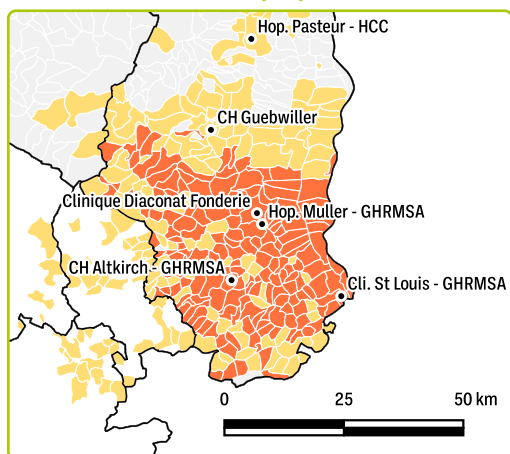 Hop. Pasteur - HCC
CH Guebwiller
Clinique Diaconat Fonderie
Hop. Muller - GHRMSA
CH Altkirch - GHRMSA
Cli. St Louis - GHRMSA
0 25 50 km